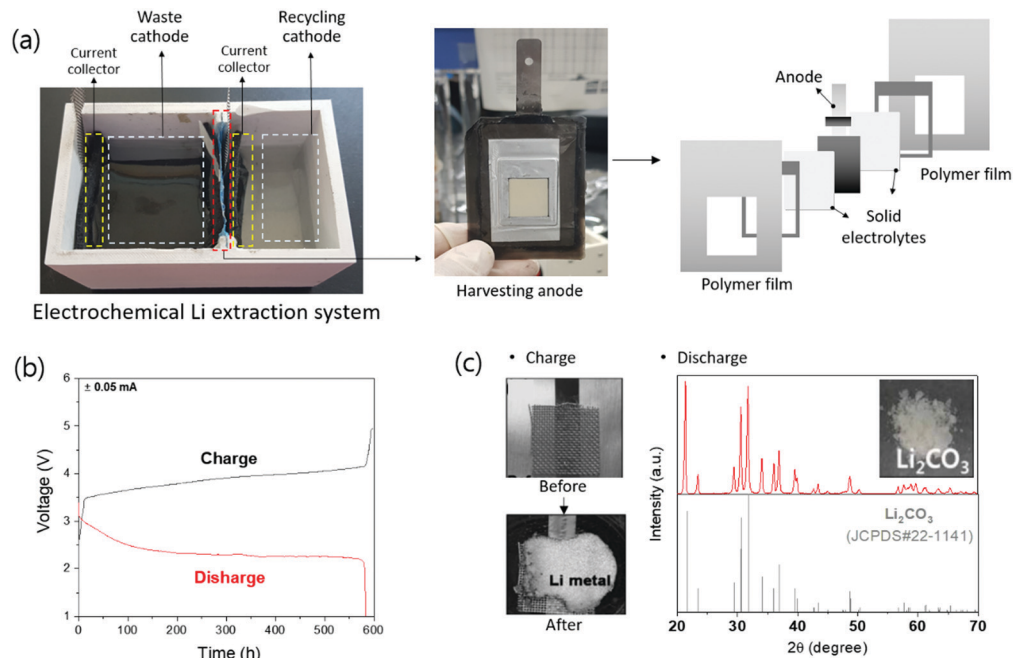 (a)
Waste
cathode
Recycling
cathode
Current
collector
Current
collector
Electrochemical Li extraction system
Harvesting anode
Anode
Polymer film
Solid
electrolytes
Polymer film
(b)
± 0.05 mA
Charge
Disharge
Voltage (V)
6
5
4
3
2
1
0 100 200 300 400 500 600
Time (h)
(c)
• Charge
Before
Li metal
After
• Discharge
Li₂CO₃
Li₂CO₃
(JCPDS#22-1141)
Intensity (a.u.)
20 30 40 50 60 70
2θ (degree)